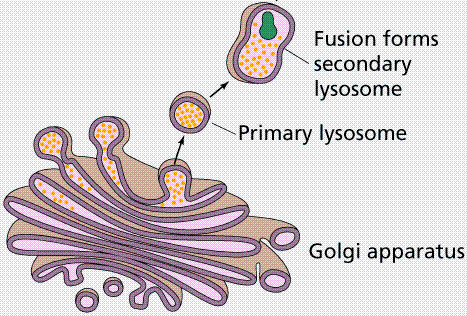 Fusion forms
secondary
lysosome
Primary lysosome
Golgi apparatus